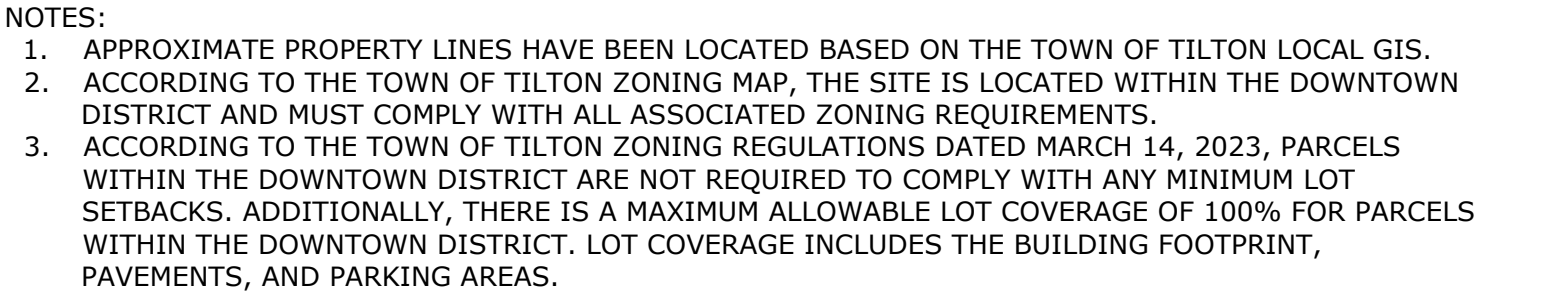 NOTES:
1. APPROXIMATE PROPERTY LINES HAVE BEEN LOCATED BASED ON THE TOWN OF TILTON LOCAL GIS.
2. ACCORDING TO THE TOWN OF TILTON ZONING MAP, THE SITE IS LOCATED WITHIN THE DOWNTOWN
DISTRICT AND MUST COMPLY WITH ALL ASSOCIATED ZONING REQUIREMENTS.
3. ACCORDING TO THE TOWN OF TILTON ZONING REGULATIONS DATED MARCH 14, 2023, PARCELS
WITHIN THE DOWNTOWN DISTRICT ARE NOT REQUIRED TO COMPLY WITH ANY MINIMUM LOT
SETBACKS. ADDITIONALLY, THERE IS A MAXIMUM ALLOWABLE LOT COVERAGE OF 100% FOR PARCELS
WITHIN THE DOWNTOWN DISTRICT. LOT COVERAGE INCLUDES THE BUILDING FOOTPRINT,
PAVEMENTS, AND PARKING AREAS.